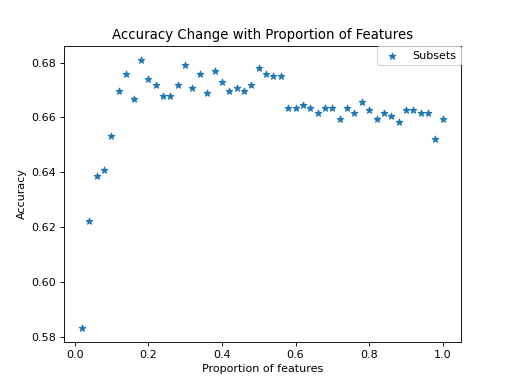 Accuracy Change with Proportion of Features
Subsets
Accuracy
0.68
0.66
0.64
0.62
0.60
0.58
0.0 0.2 0.4 0.6 0.8 1.0
Proportion of features